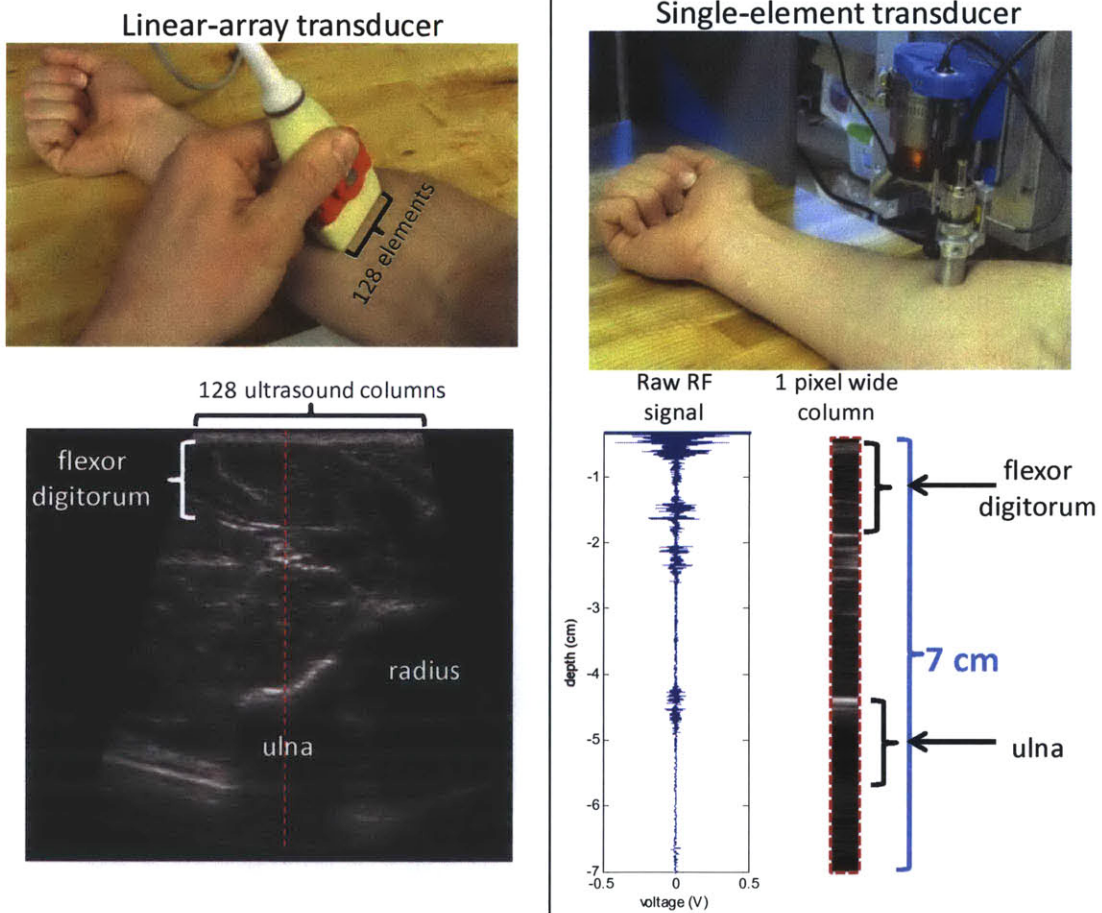 Linear-array transducer
128 elements
128 ultrasound columns
flexor
digitorum
radius
ulna
Single-element transducer
Raw RF
signal
1 pixel wide
column
-1
-2
-3
-4
-5
-6
-7
depth (cm)
-0.5
0
0.5
voltage (V)
flexor
digitorum
7 cm
ulna